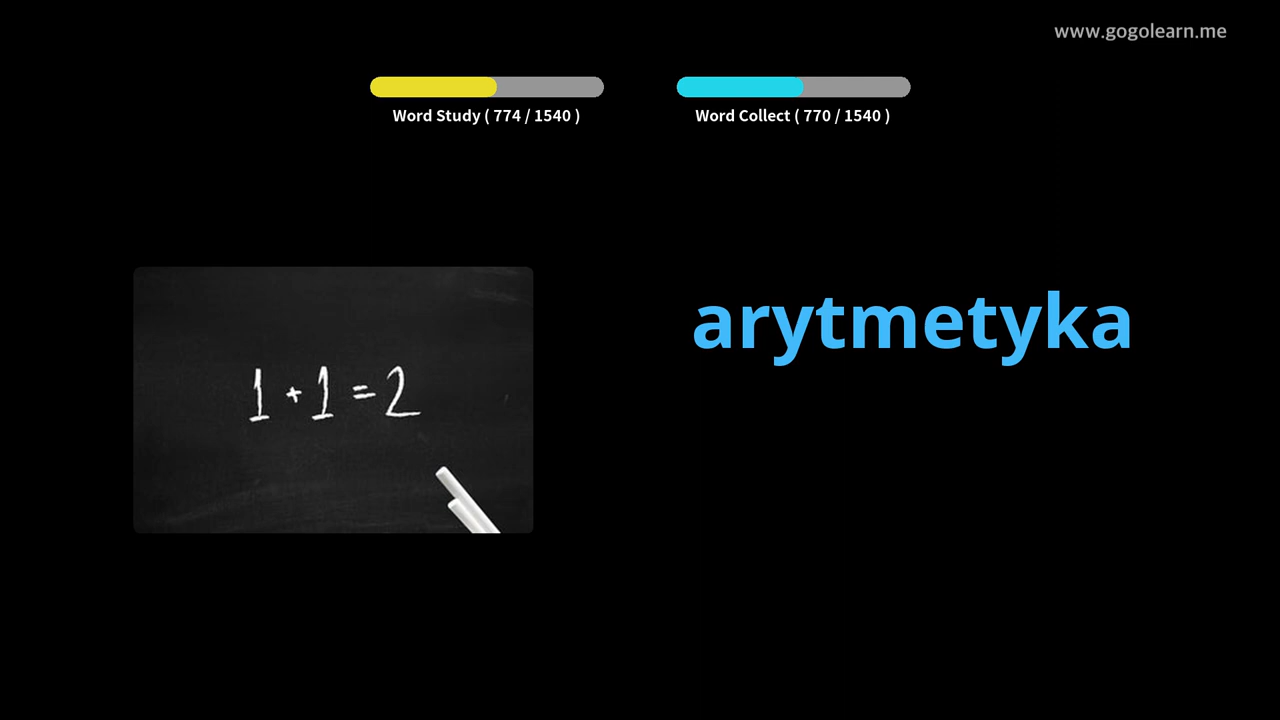 www.gogolearn.me
Word Study ( 774 / 1540 )
Word Collect ( 770 / 1540 )
arytmetyka
1 + 1 = 2